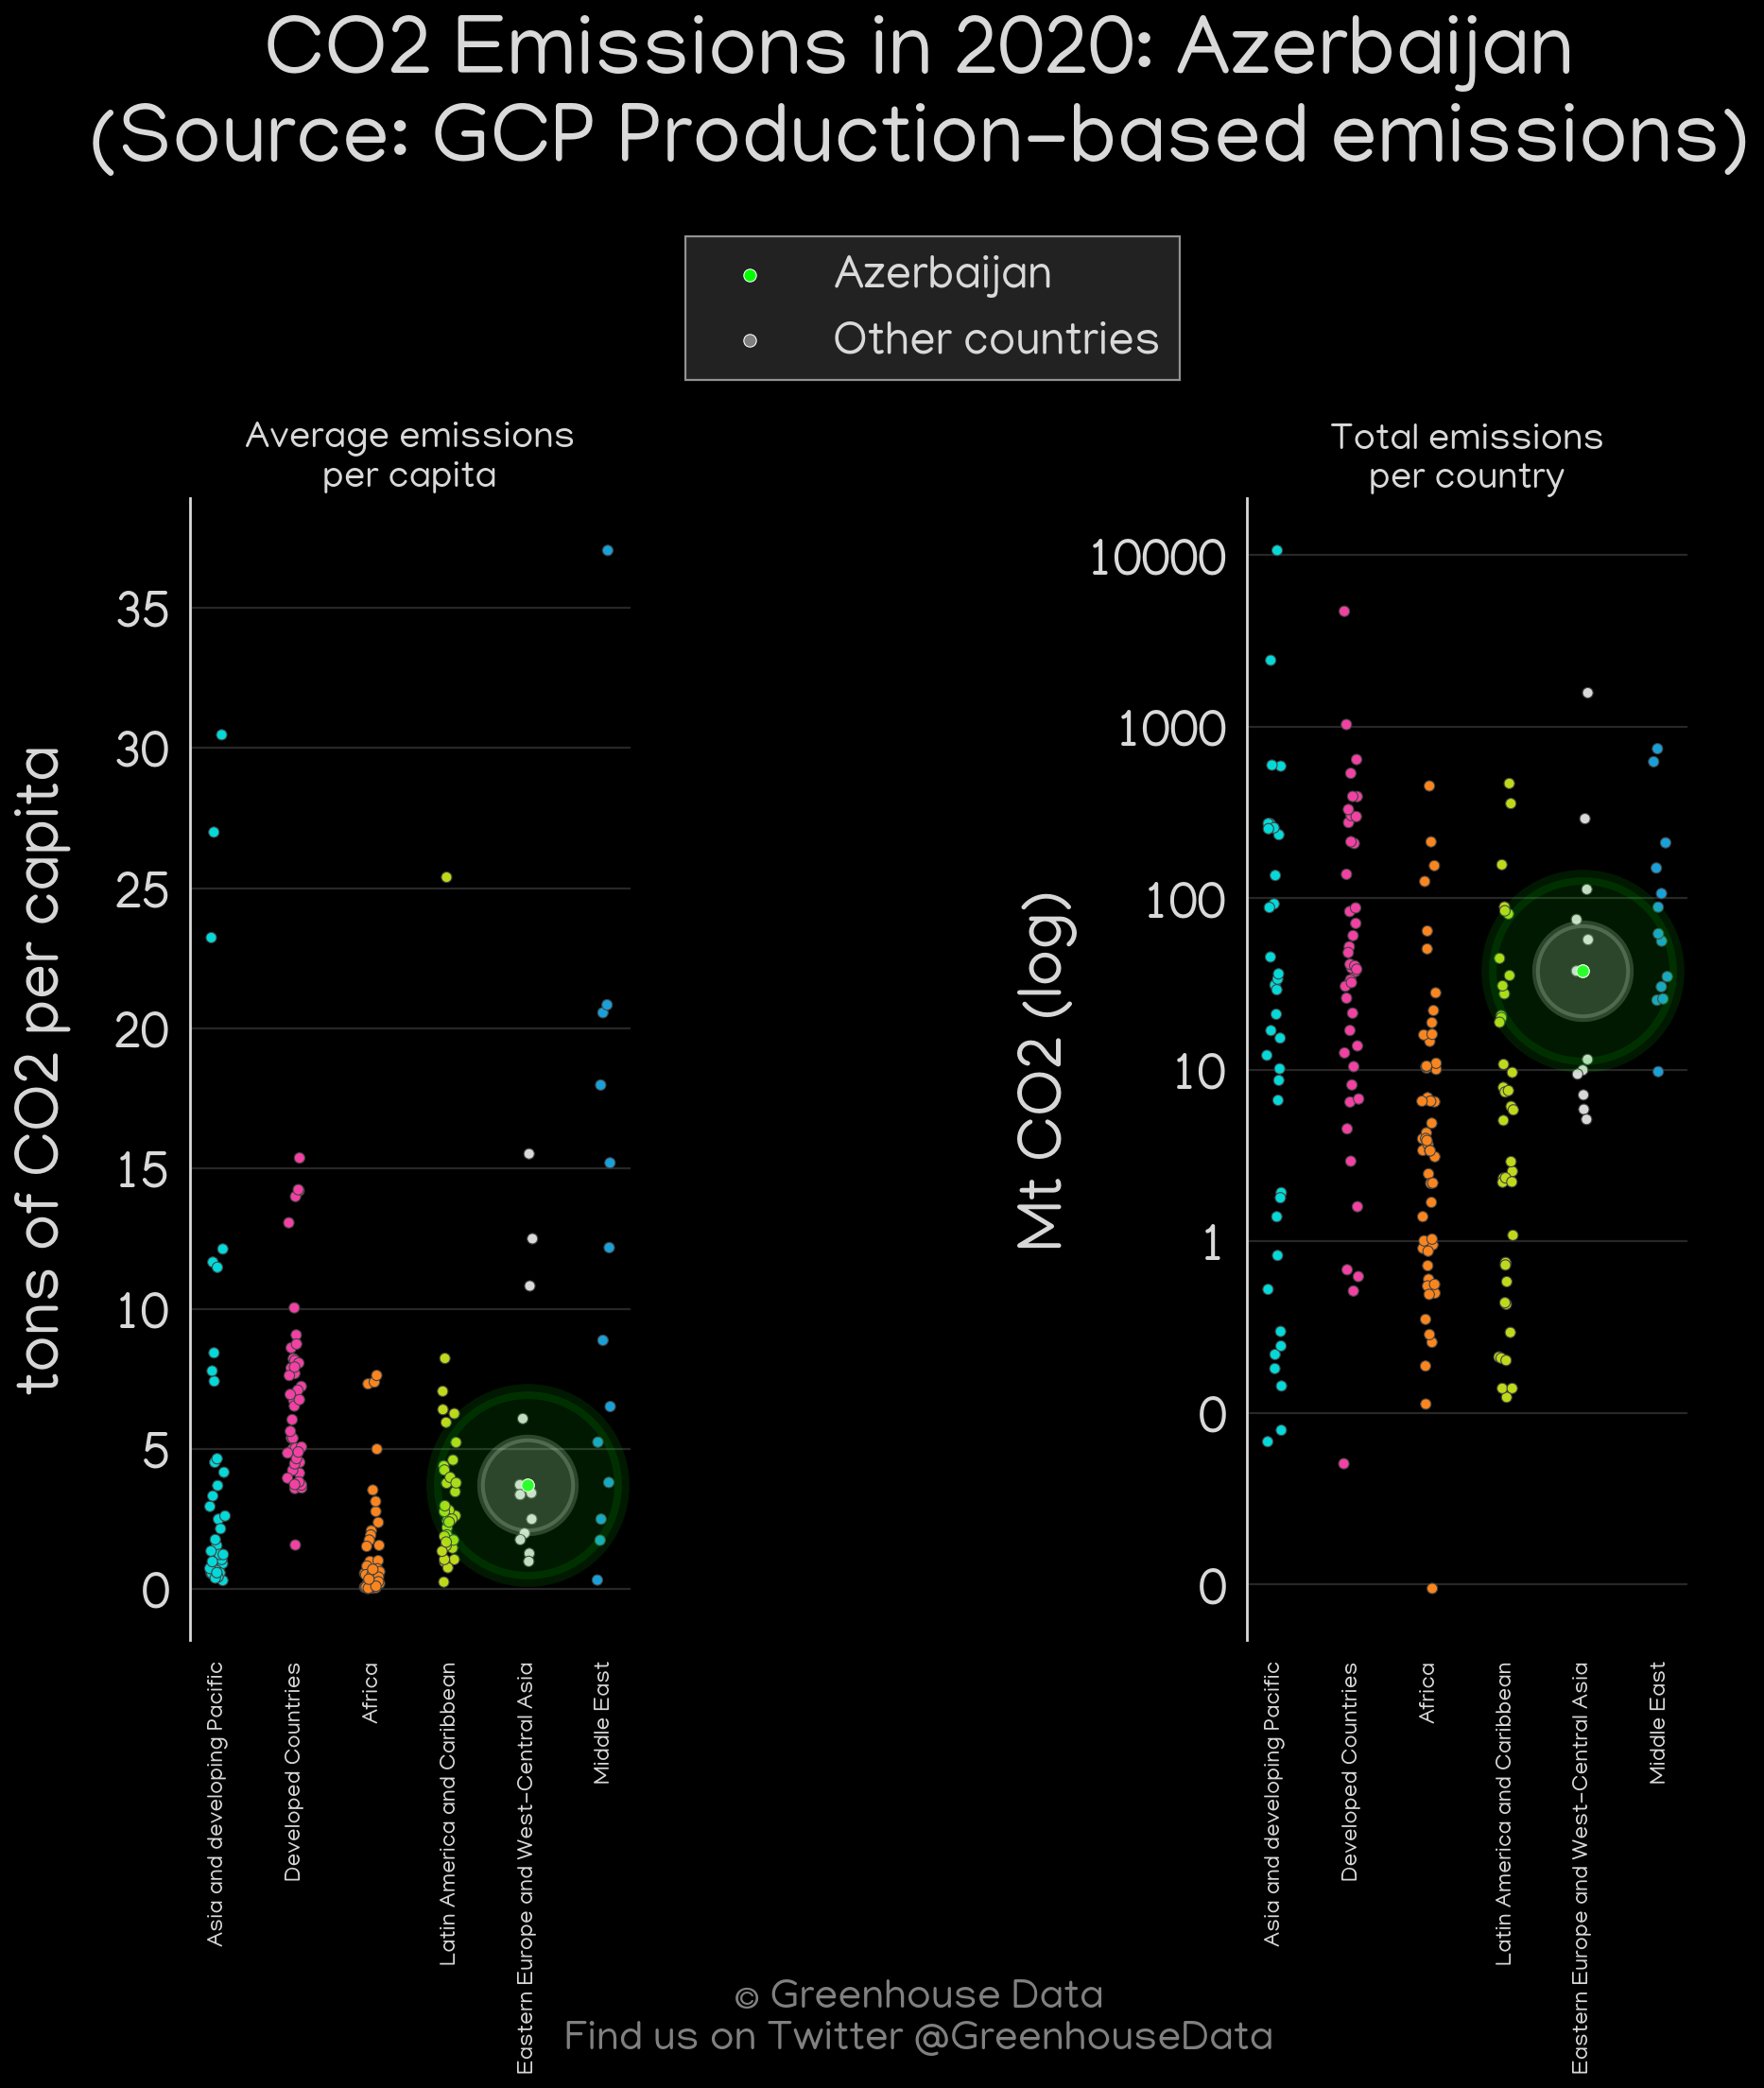 CO2 Emissions in 2020: Azerbaijan
(Source: GCP Production-based emissions)
Azerbaijan
Other countries
Average emissions
per capita
tons of CO2 per capita
35
30
25
20
15
10
5
0
Asia and developing Pacific
Developed Countries
Africa
Latin America and Caribbean
Eastern Europe and West-Central Asia
Middle East
Total emissions
per country
Mt CO2 (log)
10000
1000
100
10
1
0
0
Asia and developing Pacific
Developed Countries
Africa
Latin America and Caribbean
Eastern Europe and West-Central Asia
Middle East
© Greenhouse Data
Find us on Twitter @GreenhouseData